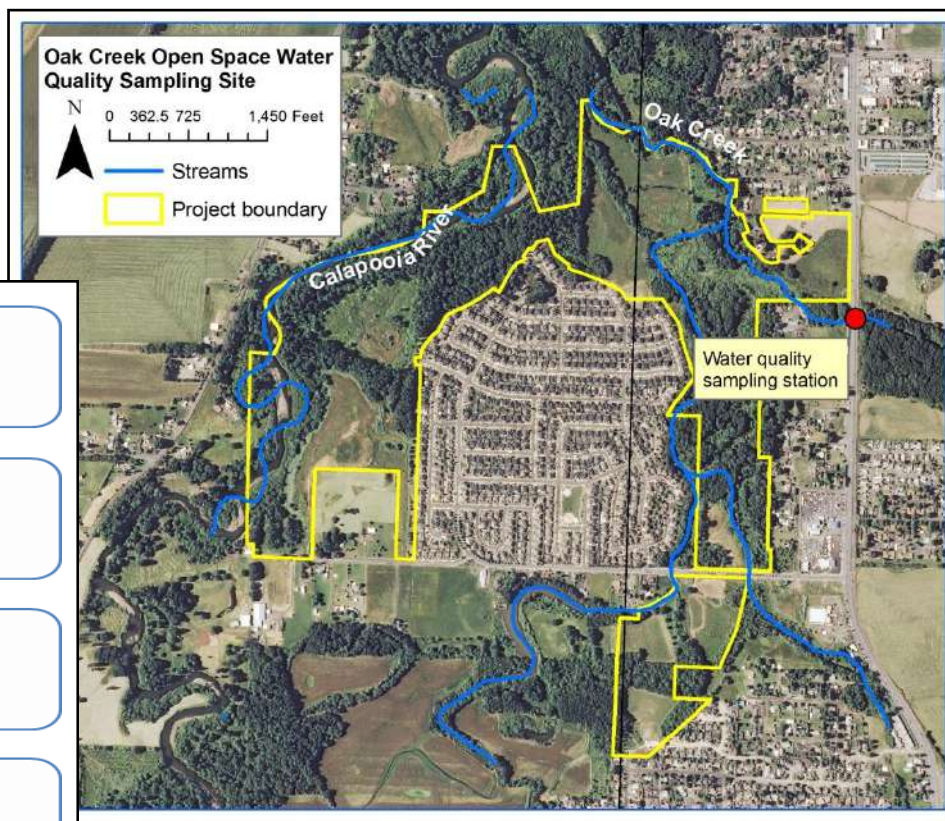 Oak Creek Open Space Water
Quality Sampling Site
N
0 362.5 725 1,450 Feet
Streams
Project boundary
Oak Creek
Calapooia River
Water quality
sampling station